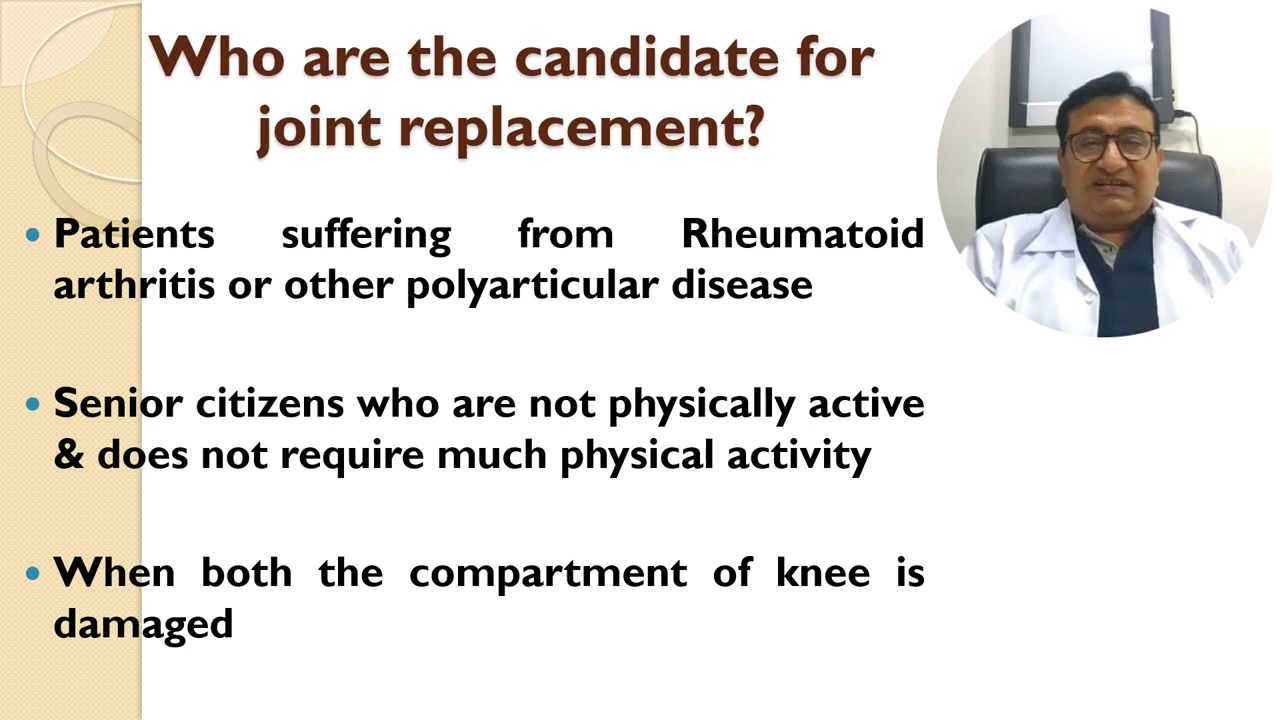 Who are the candidate for
joint replacement?
• Patients suffering from Rheumatoid
arthritis or other polyarticular disease
• Senior citizens who are not physically active
& does not require much physical activity
• When both the compartment of knee is
damaged